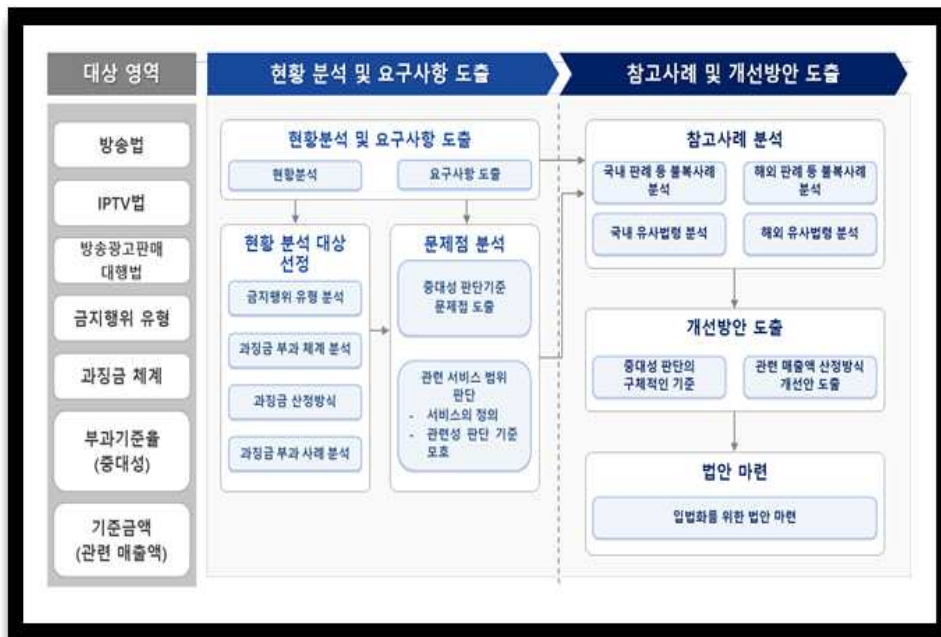 대상 영역
현황 분석 및 요구사항 도출
참고사례 및 개선방안 도출
방송법
IPTV법
방송광고판매
대행법
금지행위 유형
과징금 체계
부과기준율
(중대성)
기준금액
(관련 매출액)
현황분석 및 요구사항 도출
현황분석
요구사항 도출
현황 분석 대상
선정
금지행위 유형 분석
과징금 부과 체계 분석
과징금 산정방식
과징금 부과 사례 분석
문제점 분석
중대성 판단기준
문제점 도출
관련 서비스 범위
판단
- 서비스의 정의
- 관련성 판단 기준
모호
참고사례 분석
국내 판례 등 불복사례
분석
해외 판례 등 불복사례
분석
국내 유사법령 분석
해외 유사법령 분석
개선방안 도출
중대성 판단의
구체적인 기준
관련 매출액 산정방식
개선안 도출
법안 마련
입법화를 위한 법안 마련